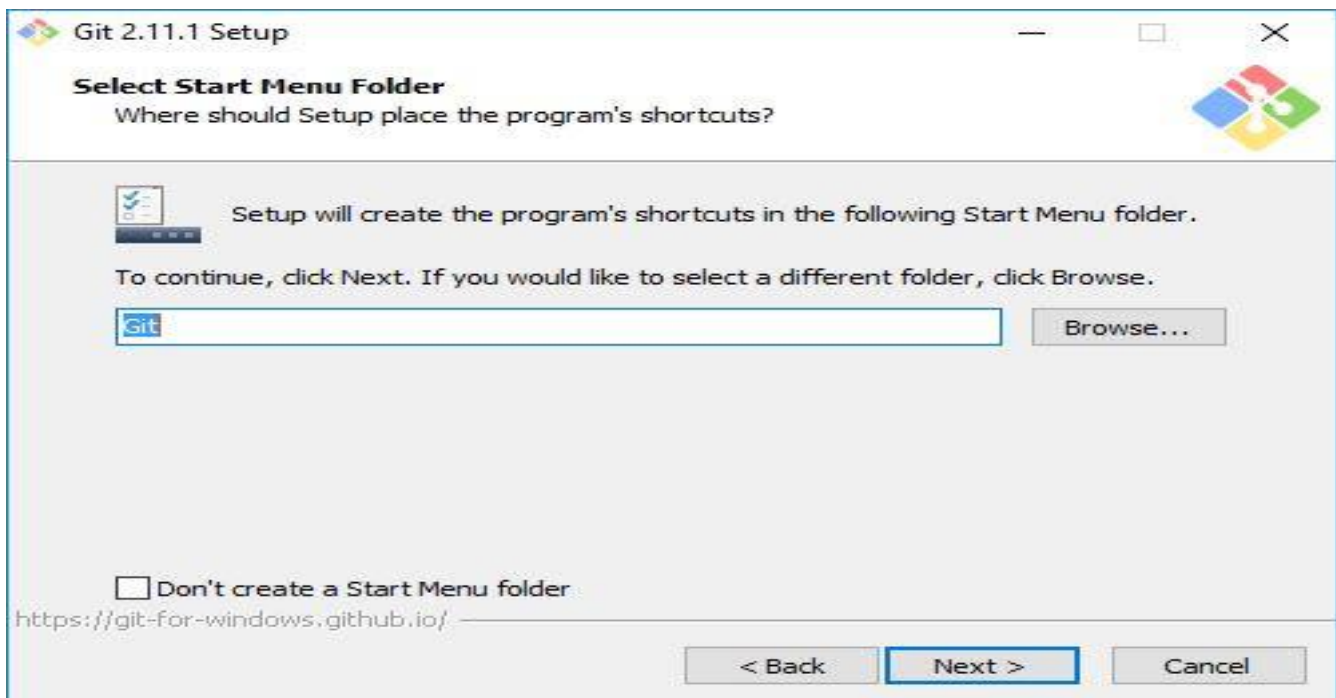 Git 2.11.1 Setup
Select Start Menu Folder
Where should Setup place the program's shortcuts?
Setup will create the program's shortcuts in the following Start Menu folder.
To continue, click Next. If you would like to select a different folder, click Browse.
Git
Browse...
Don't create a Start Menu folder
https://git-for-windows.github.io/
< Back
Next >
Cancel